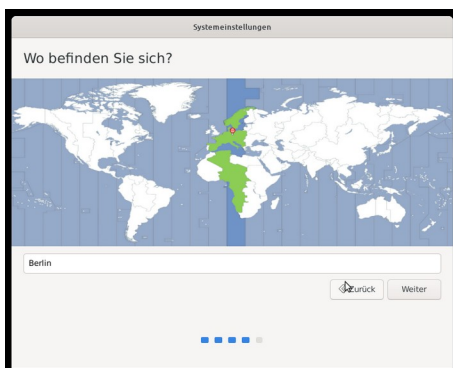 Systemeinstellungen
Wo befinden Sie sich?
Berlin
Zurück Weiter